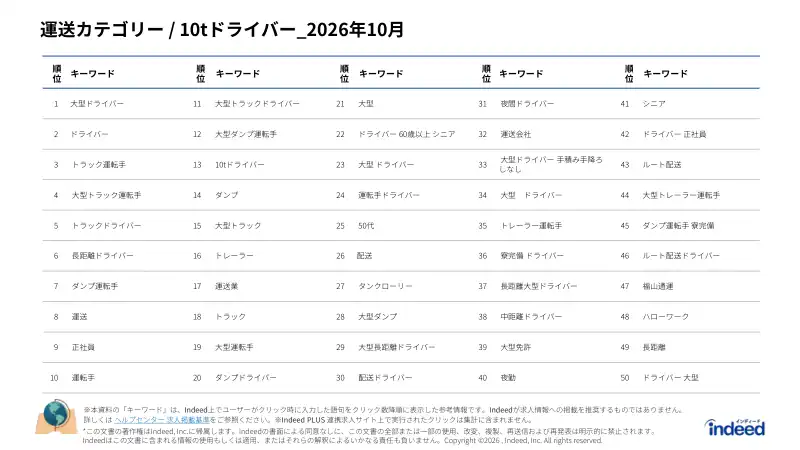 運送カテゴリー / 10tドライバー_2026年10月
順位 キーワード 順位 キーワード 順位 キーワード 順位 キーワード 順位 キーワード
1 大型ドライバー 11 大型トラックドライバー 21 大型 31 夜間ドライバー 41 シニア
2 ドライバー 12 大型ダンプ運転手 22 ドライバー 60歳以上 シニア 32 運送会社 42 ドライバー 正社員
3 トラック運転手 13 10tドライバー 23 大型 ドライバー 33 大型ドライバー 手積み手降ろしなし 43 ルート配送
4 大型トラック運転手 14 ダンプ 24 運転手ドライバー 34 大型　ドライバー 44 大型トレーラー運転手
5 トラックドライバー 15 大型トラック 25 50代 35 トレーラー運転手 45 ダンプ運転手 寮完備
6 長距離ドライバー 16 トレーラー 26 配送 36 寮完備 ドライバー 46 ルート配送ドライバー
7 ダンプ運転手 17 運送業 27 タンクローリー 37 長距離大型ドライバー 47 福山通運
8 運送 18 トラック 28 大型ダンプ 38 中距離ドライバー 48 ハローワーク
9 正社員 19 大型運転手 29 大型長距離ドライバー 39 大型免許 49 長距離
10 運転手 20 ダンプドライバー 30 配送ドライバー 40 夜勤 50 ドライバー 大型
※本資料の「キーワード」は、Indeed上でユーザーがクリック時に入力した語句をクリック数降順に表示した参考情報です。Indeedが求人情報への掲載を推奨するものではありません。
詳しくは ヘルプセンター 求人掲載基準をご参照ください。※Indeed PLUS 連携求人サイト上で実行されたクリックは集計に含まれません。
*この文書の著作権はIndeed, Inc.に帰属します。Indeedの書面による同意なしに、この文書の全部または一部の使用、改変、複製、再送信および再発表は明示的に禁止されます。
Indeedはこの文書に含まれる情報の使用もしくは適用、またはそれらの解釈よるいかなる責任も負いません。Copyright ©2026 , Indeed, Inc. All rights reserved.
インディード
indeed